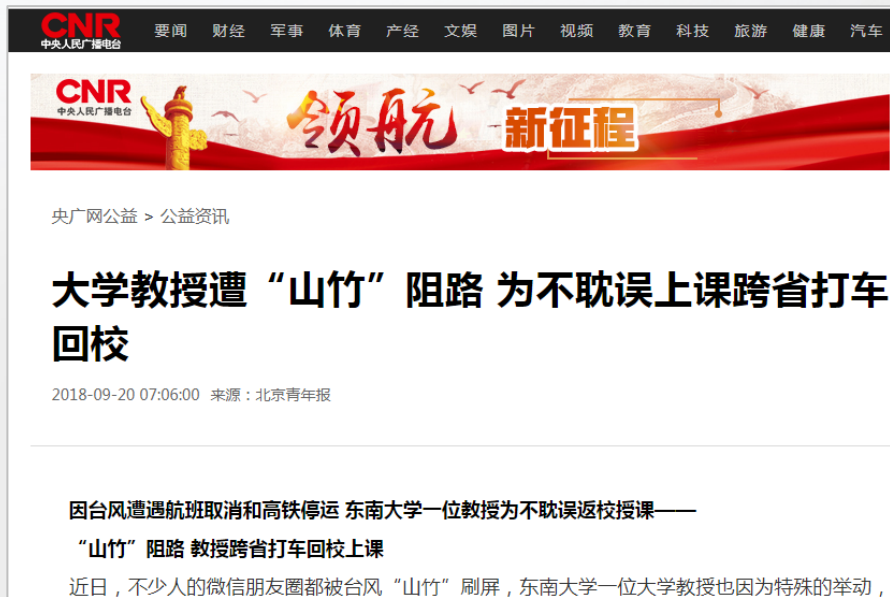 CNR
中央人民广播电台
要闻 财经 军事 体育 产经 文娱 图片 视频 教育 科技 旅游 健康 汽车
CNR
中央人民广播电台
领航 新征程
央广网公益 > 公益资讯
大学教授遭“山竹”阻路 为不耽误上课跨省打车
回校
2018-09-20 07:06:00 来源：北京青年报
因台风遭遇航班取消和高铁停运 东南大学一位教授为不耽误返校授课——
“山竹”阻路 教授跨省打车回校上课
近日，不少人的微信朋友圈都被台风“山竹”刷屏，东南大学一位大学教授也因为特殊的举动，